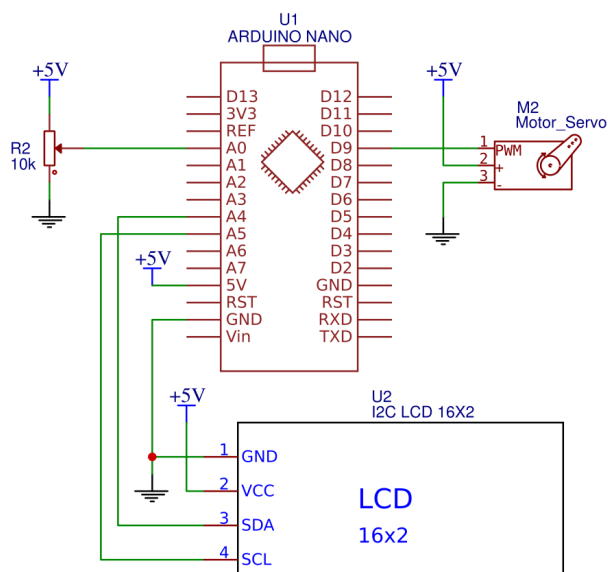 U1
ARDUINO NANO
+5V
R2
10k
D13
3V3
REF
A0
A1
A2
A3
A4
A5
A6
A7
5V
RST
GND
Vin
D12
D11
D10
D9
D8
D7
D6
D5
D4
D3
D2
GND
RST
RXD
TXD
+5V
+5V
M2
Motor_Servo
1 PWM
2 +
3 -
+5V
U2
I2C LCD 16X2
1 GND
2 VCC
3 SDA
4 SCL
LCD
16x2